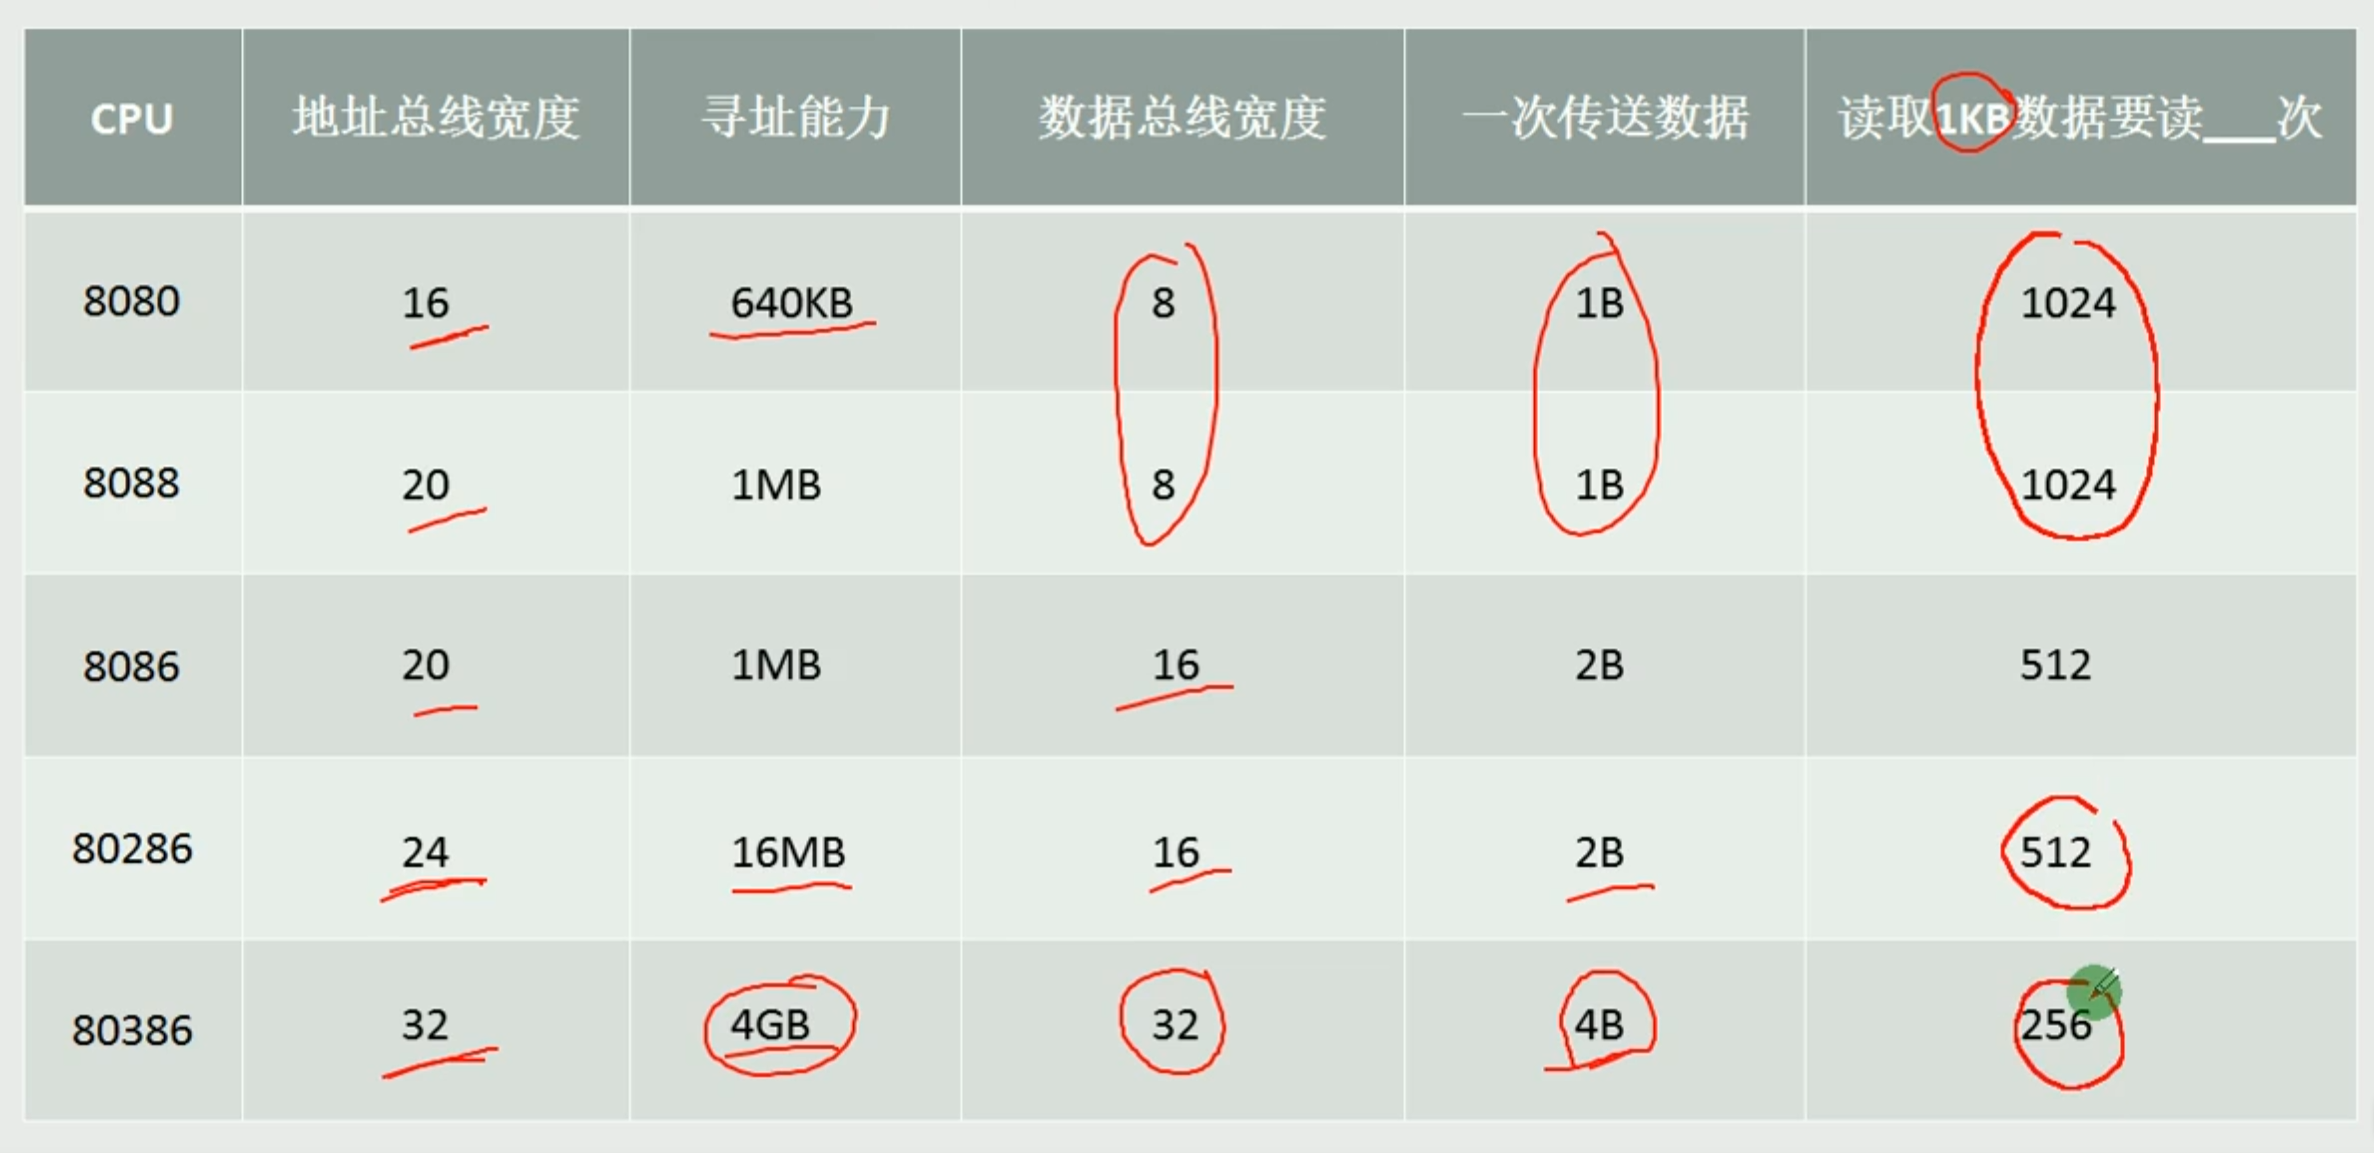 CPU 地址总线宽度 寻址能力 数据总线宽度 一次传送数据 读取1KB数据要读___次
8080 16 640KB 8 1B 1024
8088 20 1MB 8 1B 1024
8086 20 1MB 16 2B 512
80286 24 16MB 16 2B 512
80386 32 4GB 32 4B 256